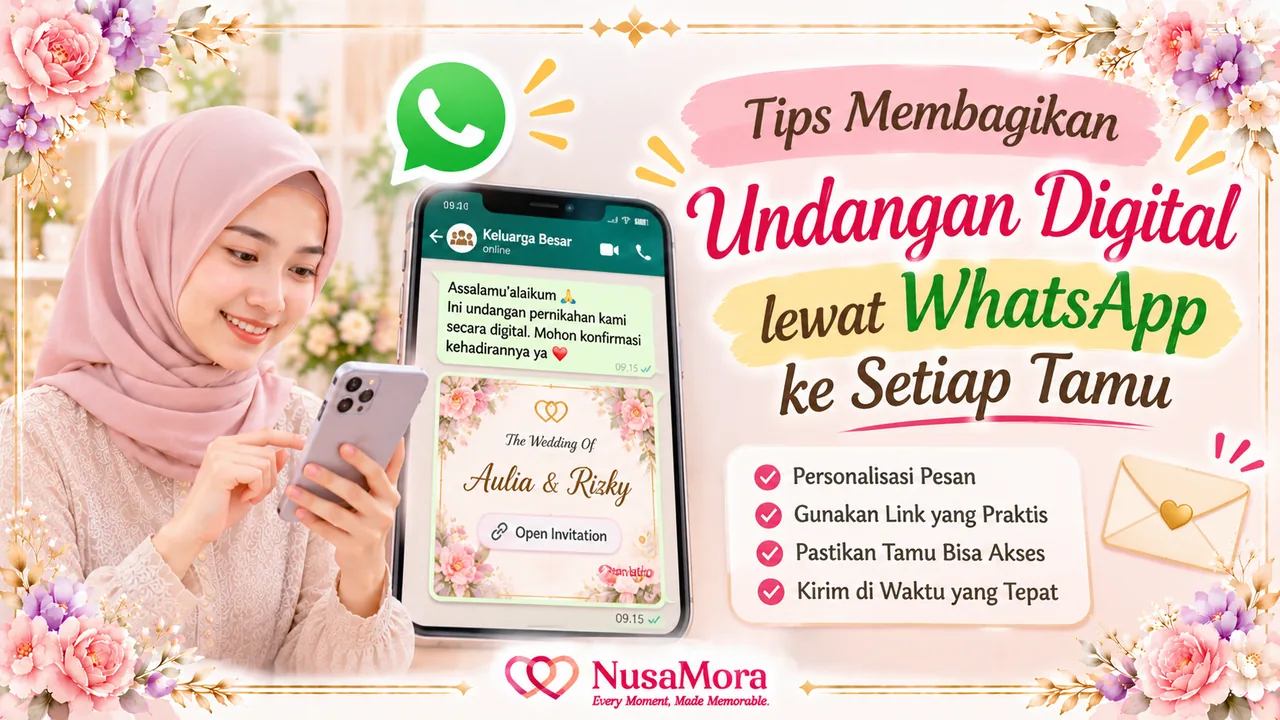 Tips Membagikan
Undangan Digital
lewat WhatsApp
ke Setiap Tamu
Keluarga Besar
online
Assalamu'alaikum 🙏
Ini undangan pernikahan kami
secara digital. Mohon konfirmasi
kehadirannya ya ❤️
09.15
The Wedding Of
Aulia & Rizky
Open Invitation
09.15
Personalisasi Pesan
Gunakan Link yang Praktis
Pastikan Tamu Bisa Akses
Kirim di Waktu yang Tepat
NusaMora
Every Moment, Made Memorable.